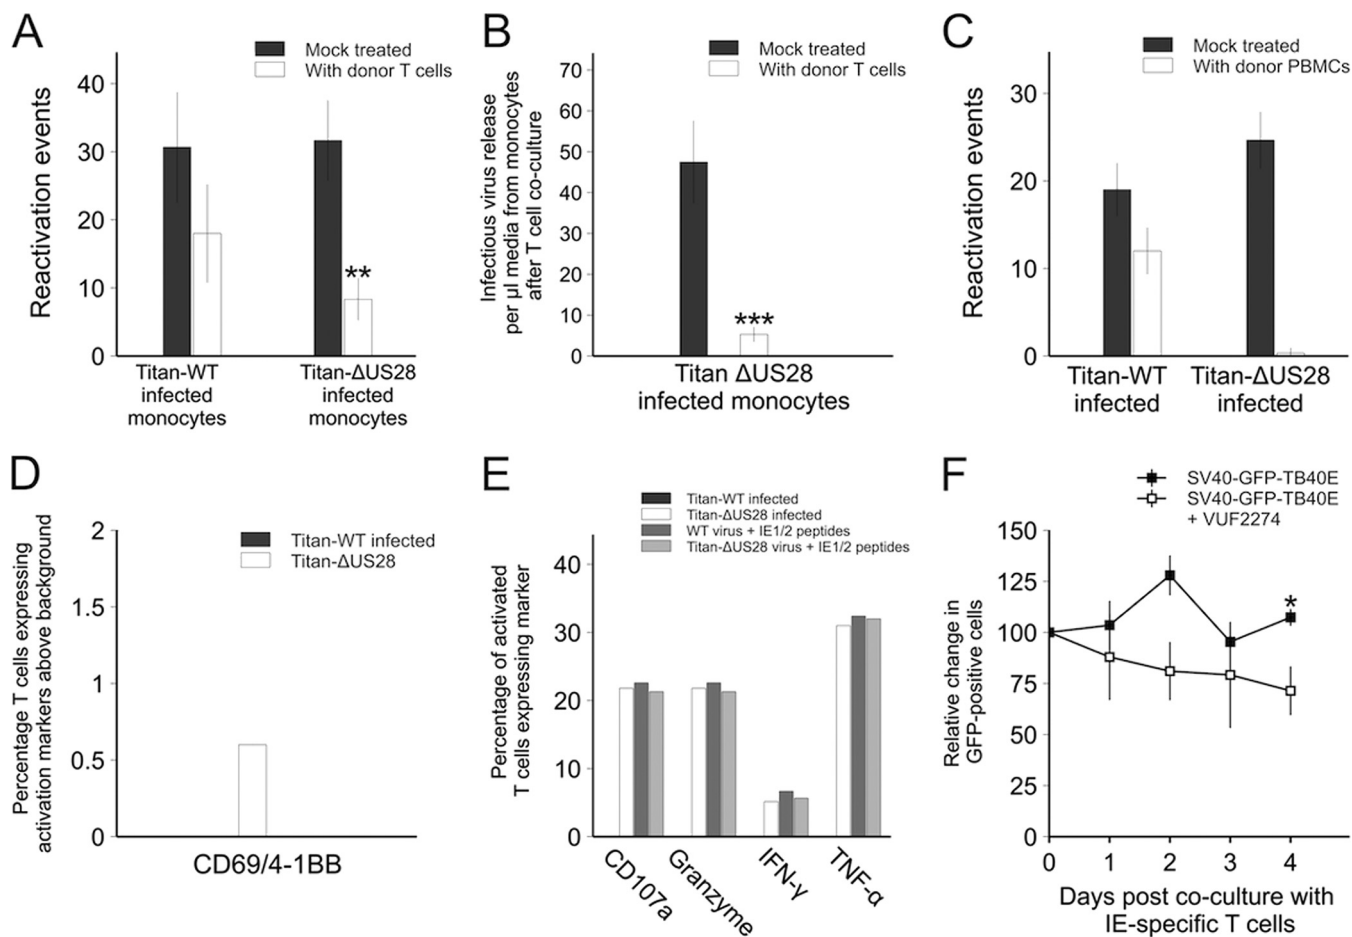 A
Mock treated
With donor T cells
Reactivation events
40
30
20
10
0
**
Titan-WT
infected
monocytes
Titan-ΔUS28
infected
monocytes
B
Mock treated
With donor T cells
Infectious virus release
per µl media from monocytes
after T cell co-culture
70
60
50
40
30
20
10
0
***
Titan ΔUS28
infected monocytes
C
Mock treated
With donor PBMCs
Reactivation events
30
20
10
0
Titan-WT
infected
Titan-ΔUS28
infected
D
Titan-WT infected
Titan-ΔUS28
Percentage T cells expressing
activation markers above background
2
1.5
1
0.5
0
CD69/4-1BB
E
Titan-WT infected
Titan-ΔUS28 infected
WT virus + IE1/2 peptides
Titan-ΔUS28 virus + IE1/2 peptides
Percentage of activated
T cells expressing marker
40
30
20
10
0
CD107a
Granzyme
IFN-γ
TNF-α
F
SV40-GFP-TB40E
SV40-GFP-TB40E
+ VUF2274
Relative change in
GFP-positive cells
150
125
100
75
50
25
0
*
0 1 2 3 4
Days post co-culture with
IE-specific T cells